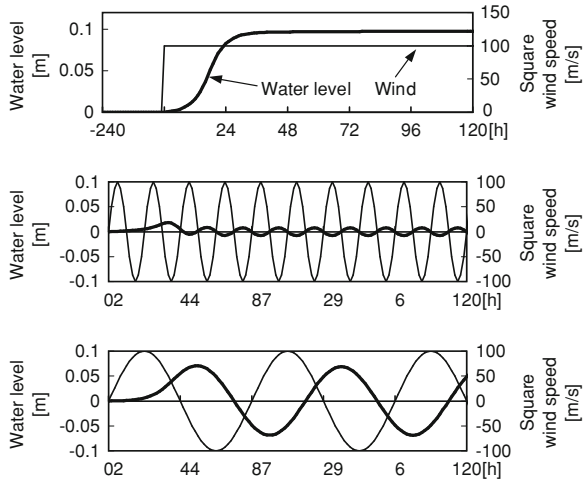 Water level
[m]
0.1
0.05
0
150
100
50
0
Square
wind speed
[m/s]
Water level
Wind
-240 24 48 72 96 120[h]
Water level
[m]
0.1
0.05
0
-0.05
-0.1
100
50
0
-50
-100
Square
wind speed
[m/s]
02 44 87 29 6 120[h]
Water level
[m]
0.1
0.05
0
-0.05
-0.1
100
50
0
-50
-100
Square
wind speed
[m/s]
02 44 87 29 6 120[h]